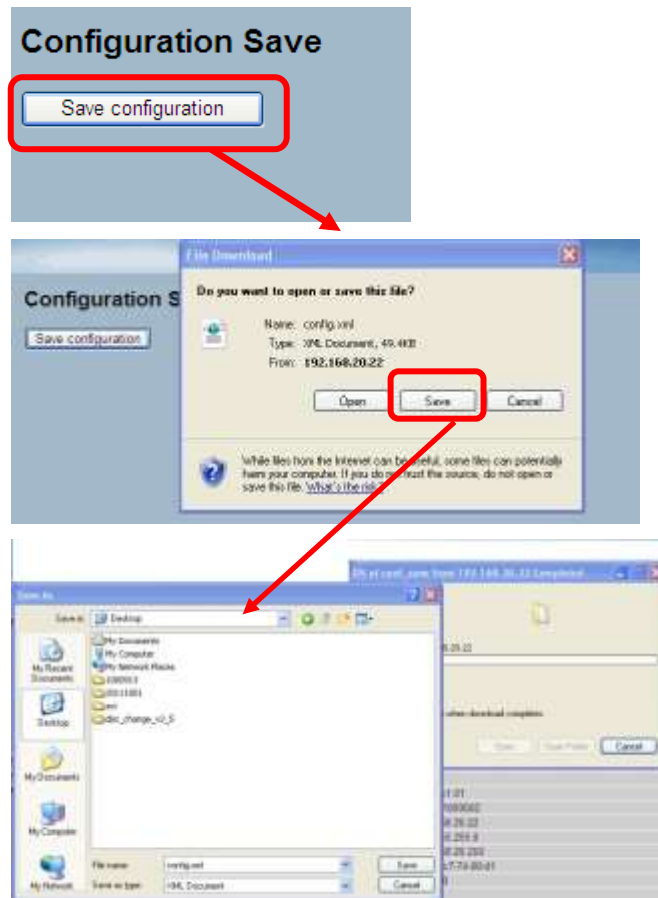 Configuration Save
Save configuration
File Download
Configuration S
Save configuration
Do you want to open or save this file?
Name: config.xml
Type: XML Document, 49.4KB
From: 192.168.20.22
Open
Save
Cancel
While files from the Internet can be useful, some files can potentially
harm your computer. If you do not trust the source, do not open or
save this file. What's the risk?
Save As
Save in:
Desktop
My Documents
My Computer
My Network Places
My Recent
Documents
Desktop
My Documents
My Computer
My Network
File name:
config.xml
Save
Save as type:
XML Document
Cancel
when download completes
Cancel